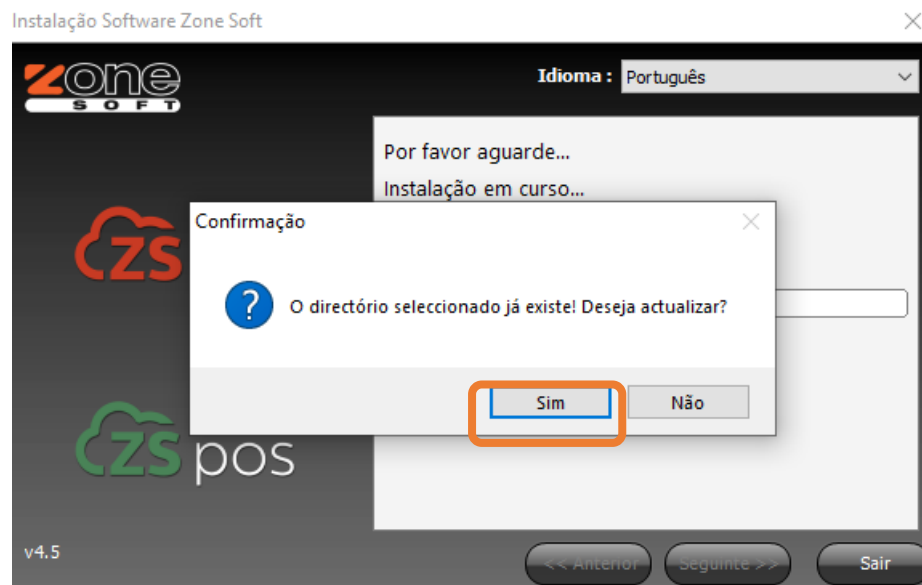 Instalação Software Zone Soft
zone
SOFT
Idioma : Português
Por favor aguarde...
Instalação em curso...
Confirmação
ZS
O directório seleccionado já existe! Deseja actualizar?
Sim Não
ZS pos
v4.5
<< Anterior Seguinte >> Sair